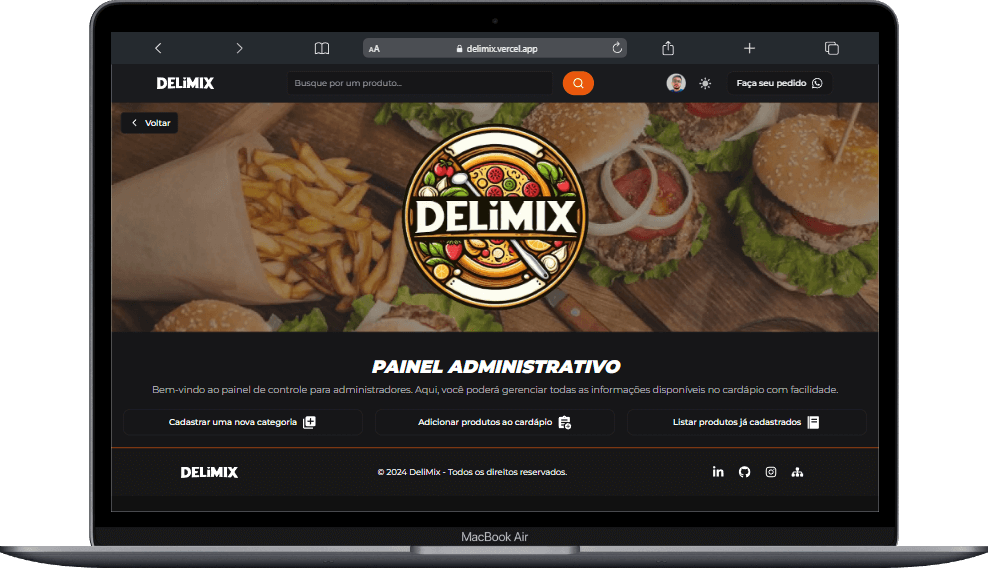 AA
delimix.vercel.app
DELiMIX
Busque por um produto...
Faça seu pedido
Voltar
DELiMIX
PAINEL ADMINISTRATIVO
Bem-vindo ao painel de controle para administradores. Aqui, você poderá gerenciar todas as informações disponíveis no cardápio com facilidade.
Cadastrar uma nova categoria
Adicionar produtos ao cardápio
Listar produtos já cadastrados
DELiMIX
© 2024 DeliMix - Todos os direitos reservados.
in
MacBook Air